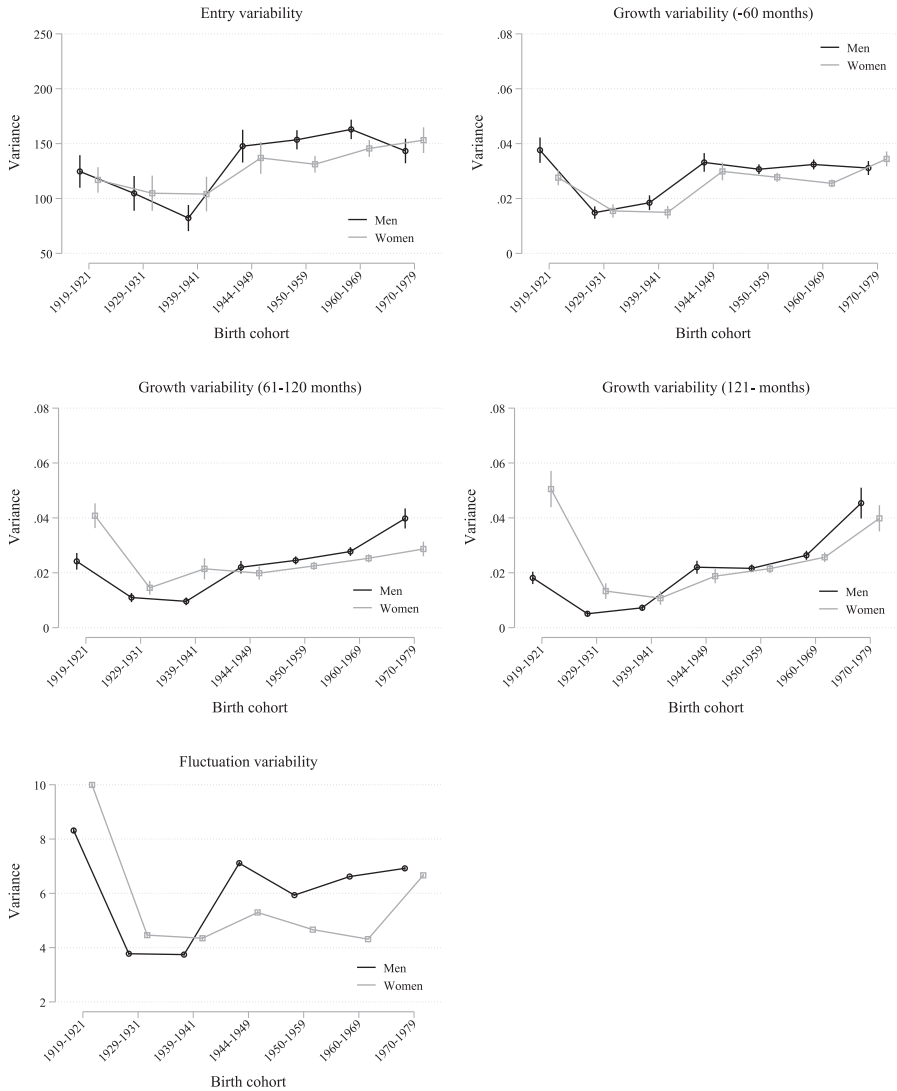 Entry variability
250
200
150
100
50
Variance
Men
Women
1919-1921
1929-1931
1939-1941
1944-1949
1950-1959
1960-1969
1970-1979
Birth cohort
Growth variability (-60 months)
.08
.06
.04
.02
0
Variance
Men
Women
1919-1921
1929-1931
1939-1941
1944-1949
1950-1959
1960-1969
1970-1979
Birth cohort
Growth variability (61-120 months)
.08
.06
.04
.02
0
Variance
Men
Women
1919-1921
1929-1931
1939-1941
1944-1949
1950-1959
1960-1969
1970-1979
Birth cohort
Growth variability (121- months)
.08
.06
.04
.02
0
Variance
Men
Women
1919-1921
1929-1931
1939-1941
1944-1949
1950-1959
1960-1969
1970-1979
Birth cohort
Fluctuation variability
10
8
6
4
2
Variance
Men
Women
1919-1921
1929-1931
1939-1941
1944-1949
1950-1959
1960-1969
1970-1979
Birth cohort